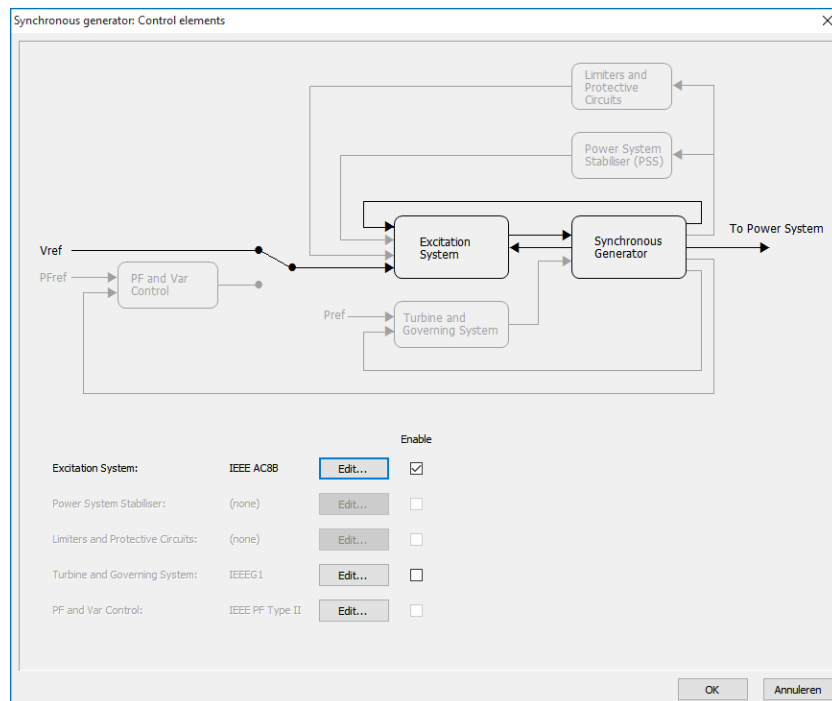 Synchronous generator: Control elements
Limiters and
Protective
Circuits
Power System
Stabiliser (PSS)
Vref
PFref
PF and Var
Control
Excitation
System
Synchronous
Generator
To Power System
Pref
Turbine and
Governing System
Enable
Excitation System: IEEE AC8B Edit...
Power System Stabiliser: (none) Edit...
Limiters and Protective Circuits: (none) Edit...
Turbine and Governing System: IEEEG1 Edit...
PF and Var Control: IEEE PF Type II Edit...
OK Annuleren